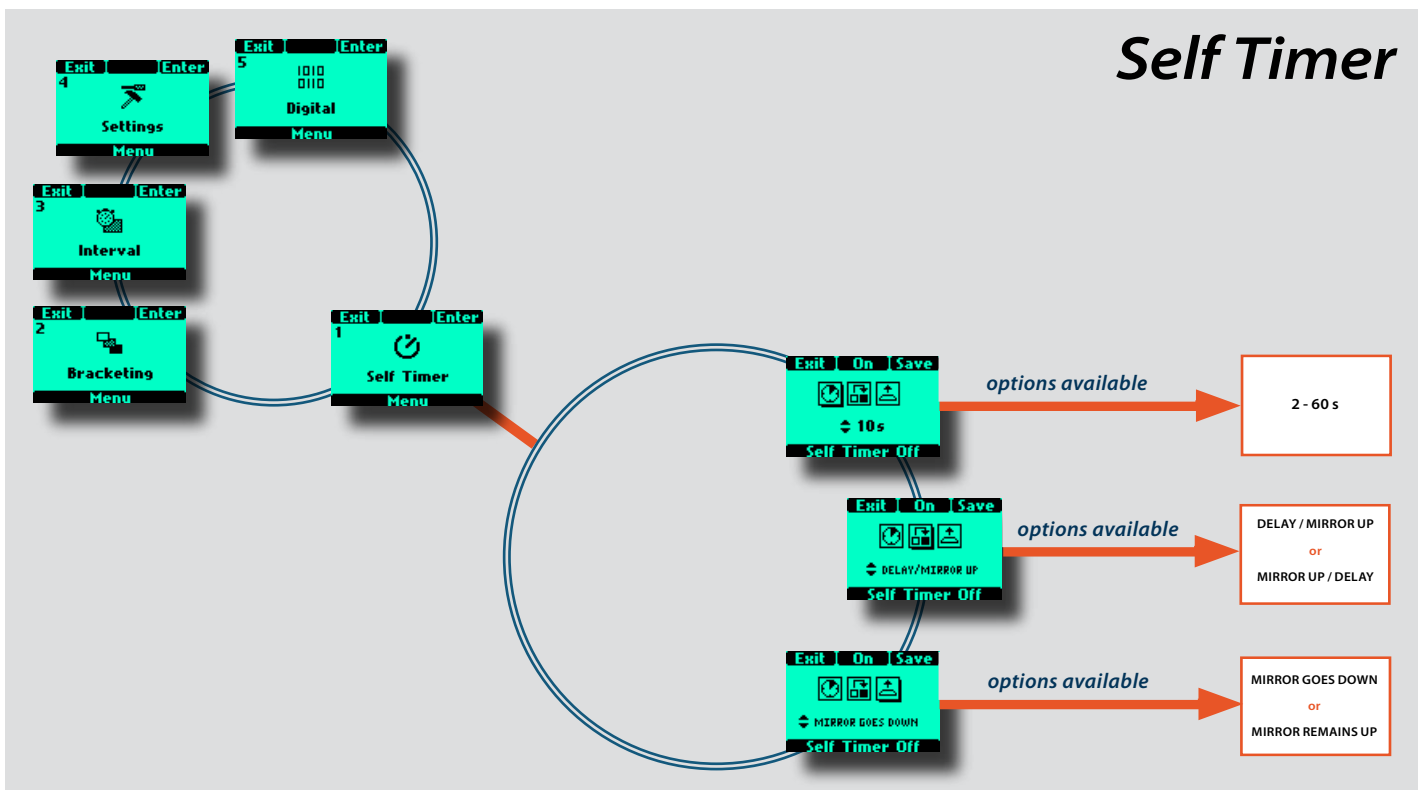 Self Timer
Exit Enter
5
1010
0110
Digital
Menu
Exit Enter
4
Settings
Menu
Exit Enter
3
Interval
Menu
Exit Enter
2
Bracketing
Menu
Exit Enter
1
Self Timer
Menu
Exit On Save
10 s
Self Timer Off
options available
2 - 60 s
Exit On Save
DELAY/MIRROR UP
Self Timer Off
options available
DELAY / MIRROR UP
or
MIRROR UP / DELAY
Exit On Save
MIRROR GOES DOWN
Self Timer Off
options available
MIRROR GOES DOWN
or
MIRROR REMAINS UP